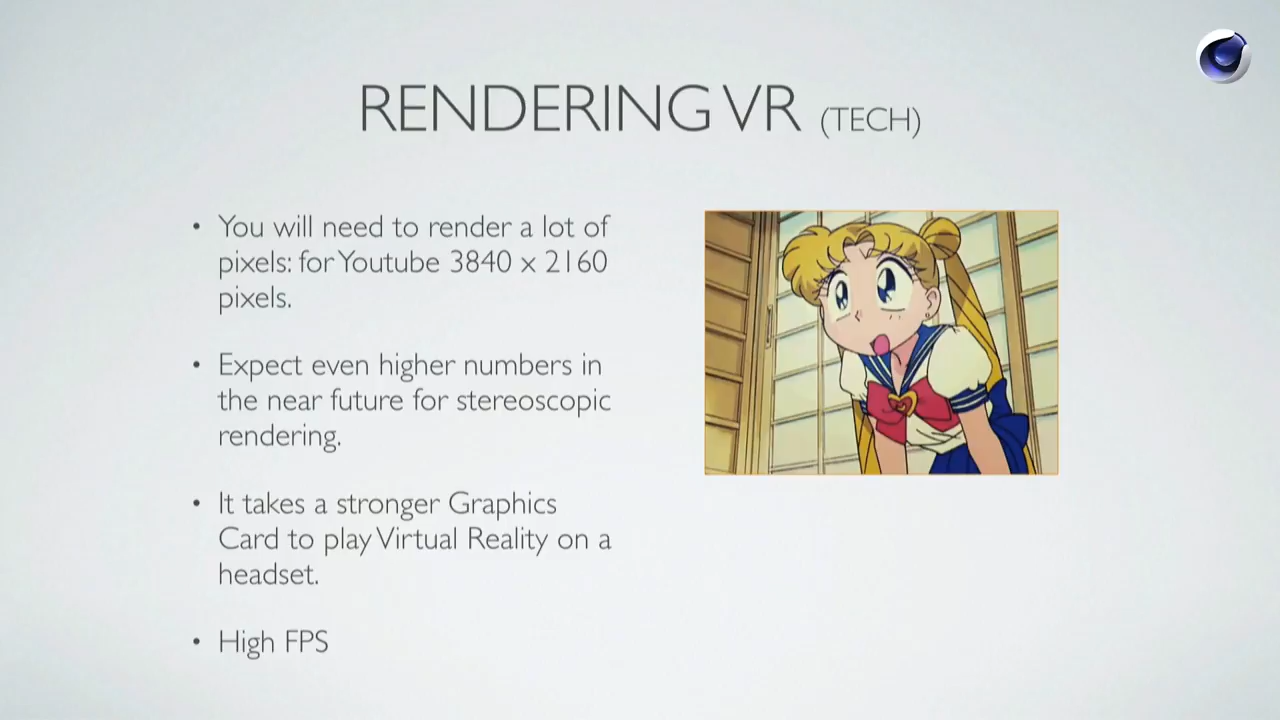 RENDERING VR (TECH)
• You will need to render a lot of
pixels: for Youtube 3840 x 2160
pixels.
• Expect even higher numbers in
the near future for stereoscopic
rendering.
• It takes a stronger Graphics
Card to play Virtual Reality on a
headset.
• High FPS